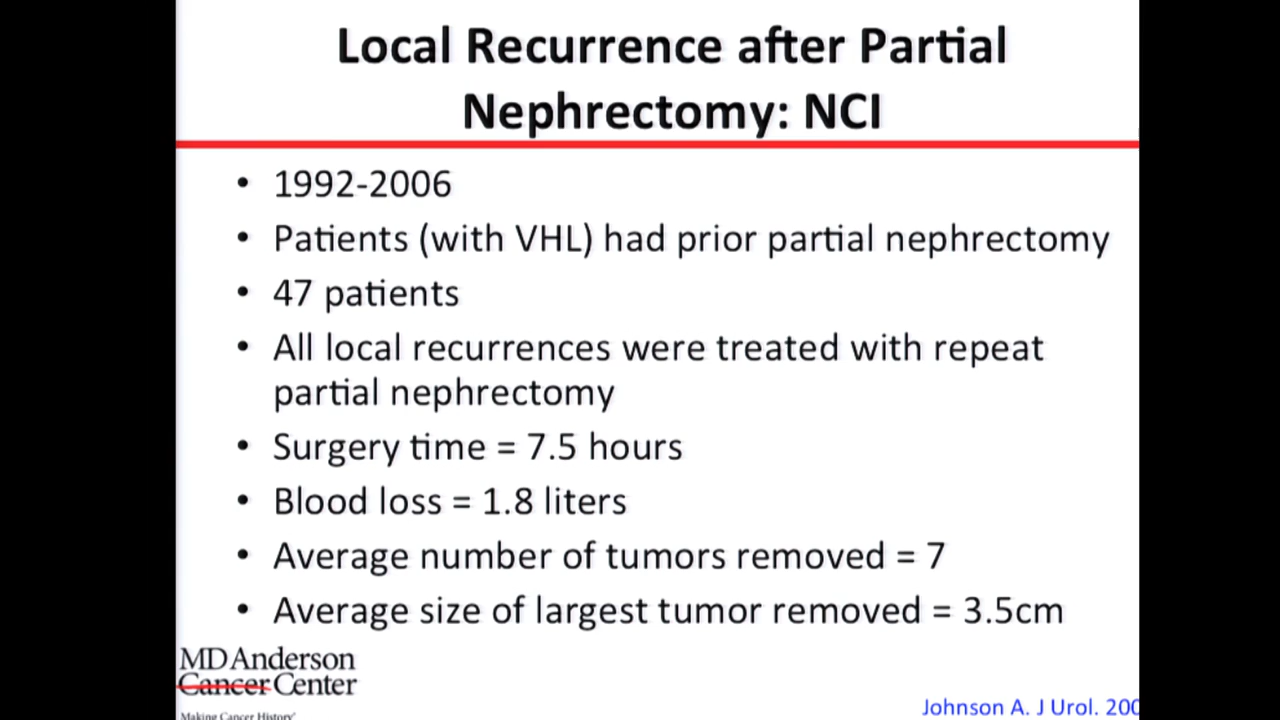 Local Recurrence after Partial
Nephrectomy: NCI
• 1992-2006
• Patients (with VHL) had prior partial nephrectomy
• 47 patients
• All local recurrences were treated with repeat
partial nephrectomy
• Surgery time = 7.5 hours
• Blood loss = 1.8 liters
• Average number of tumors removed = 7
• Average size of largest tumor removed = 3.5cm
MD Anderson
Cancer Center
Making Cancer History®
Johnson A. J Urol. 200